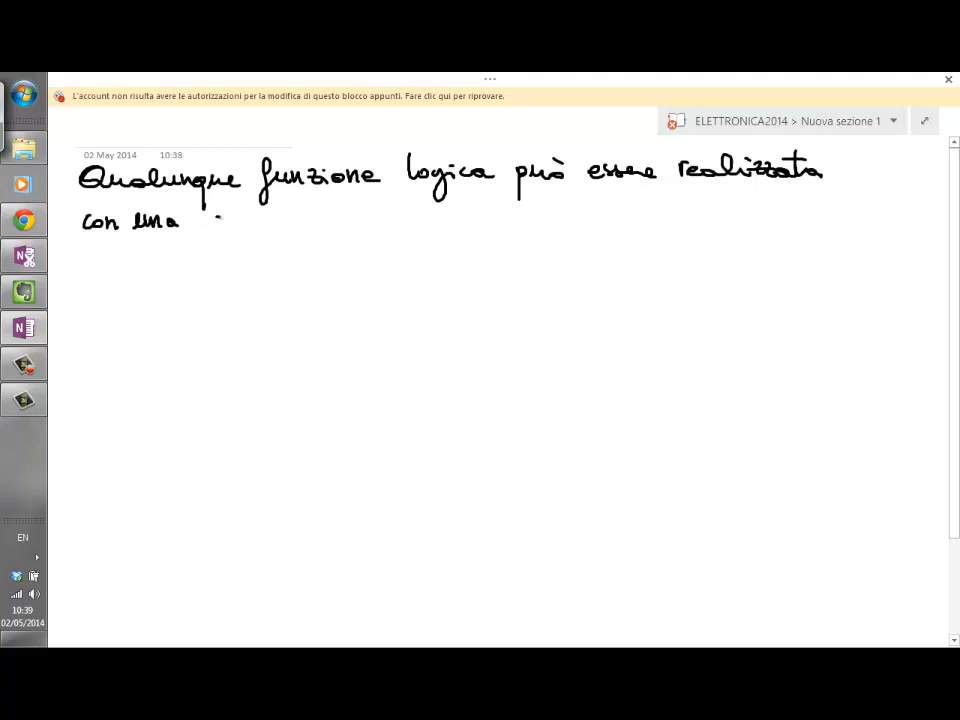 L'account non risulta avere le autorizzazioni per la modifica di questo blocco appunti. Fare clic qui per riprovare.
ELETTRONICA2014 > Nuova sezione 1
02 May 2014 10:38
Qualunque funzione logica può essere realizzata
con una
EN
10:39
02/05/2014